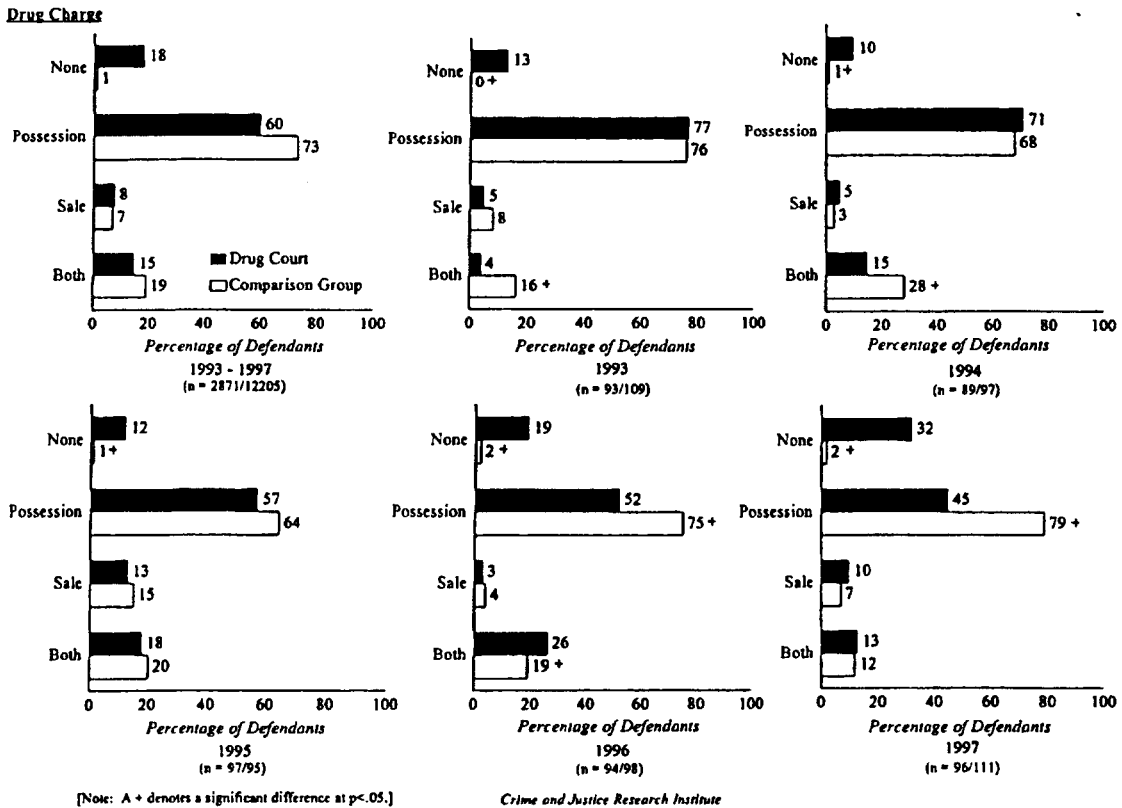 Drug Charge
None
18
1
Possession
60
73
Sale
8
7
Both
15
19
Drug Court
Comparison Group
0 20 40 60 80 100
Percentage of Defendants
1993 - 1997
(n = 2871/12205)
None
13
0 +
Possession
77
76
Sale
5
8
Both
4
16 +
0 20 40 60 80 100
Percentage of Defendants
1993
(n = 93/109)
None
10
1 +
Possession
71
68
Sale
5
3
Both
15
28 +
0 20 40 60 80 100
Percentage of Defendants
1994
(n = 89/97)
None
12
1 +
Possession
57
64
Sale
13
15
Both
18
20
0 20 40 60 80 100
Percentage of Defendants
1995
(n = 97/95)
None
19
2 +
Possession
52
75 +
Sale
3
4
Both
26
19 +
0 20 40 60 80 100
Percentage of Defendants
1996
(n = 94/98)
None
32
2 +
Possession
45
79 +
Sale
10
7
Both
13
12
0 20 40 60 80 100
Percentage of Defendants
1997
(n = 96/111)
[Note: A + denotes a significant difference at p<.05.]
Crime and Justice Research Institute